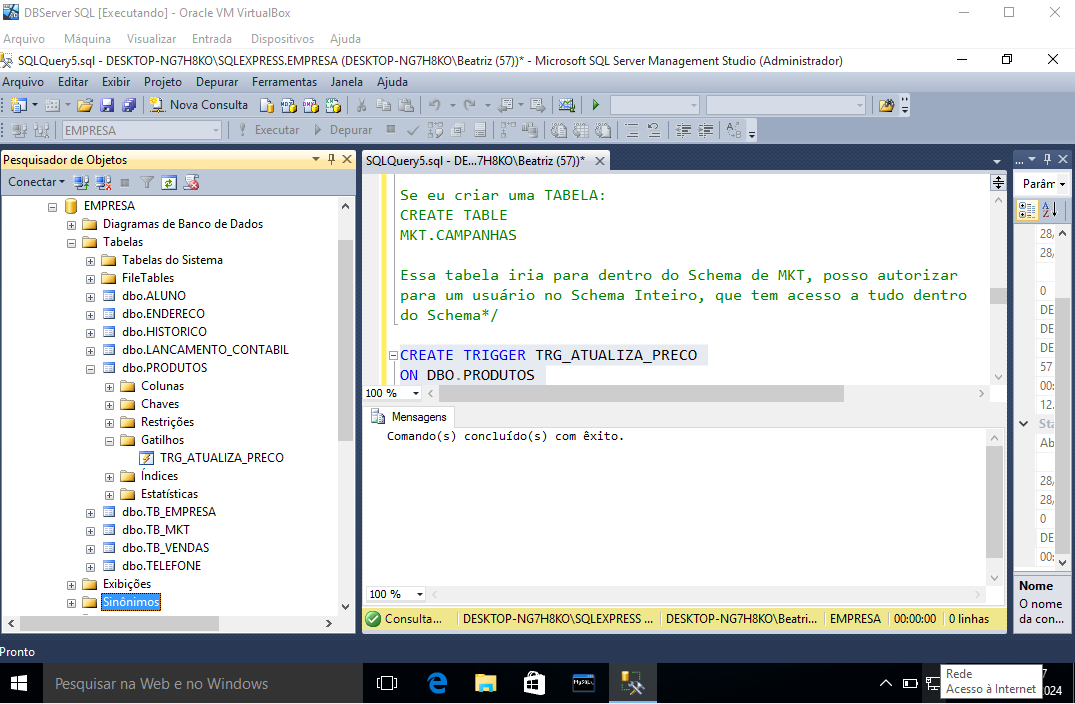 DBServer SQL [Executando] - Oracle VM VirtualBox
Arquivo Máquina Visualizar Entrada Dispositivos Ajuda
SQLQuery5.sql - DESKTOP-NG7H8KO\SQLEXPRESS.EMPRESA (DESKTOP-NG7H8KO\Beatriz (57))* - Microsoft SQL Server Management Studio (Administrador)
Arquivo Editar Exibir Projeto Depurar Ferramentas Janela Ajuda
Nova Consulta
EMPRESA Executar Depurar
Pesquisador de Objetos
Conectar
EMPRESA
Diagramas de Banco de Dados
Tabelas
Tabelas do Sistema
FileTables
dbo.ALUNO
dbo.ENDERECO
dbo.HISTORICO
dbo.LANCAMENTO_CONTABIL
dbo.PRODUTOS
Colunas
Chaves
Restrições
Gatilhos
TRG_ATUALIZA_PRECO
Índices
Estatísticas
dbo.TB_EMPRESA
dbo.TB_MKT
dbo.TB_VENDAS
dbo.TELEFONE
Exibições
Sinônimos
SQLQuery5.sql - DE...7H8KO\Beatriz (57))*
Se eu criar uma TABELA:
CREATE TABLE
MKT.CAMPANHAS
Essa tabela iria para dentro do Schema de MKT, posso autorizar
para um usuário no Schema Inteiro, que tem acesso a tudo dentro
do Schema*/
CREATE TRIGGER TRG_ATUALIZA_PRECO
ON DBO.PRODUTOS
100 %
Mensagens
Comando(s) concluído(s) com êxito.
100 %
Consulta... DESKTOP-NG7H8KO\SQLEXPRESS ... DESKTOP-NG7H8KO\Beatri... EMPRESA 00:00:00 0 linhas
...
Parâm
28,
28,
0
DE
DE
DE
57
00:
12.
Sta
Ab
28,
28,
0
DE
00:
Nome
O nome
da con...
Pronto
Pesquisar na Web e no Windows
MySQL
Rede
Acesso à Internet
7
024